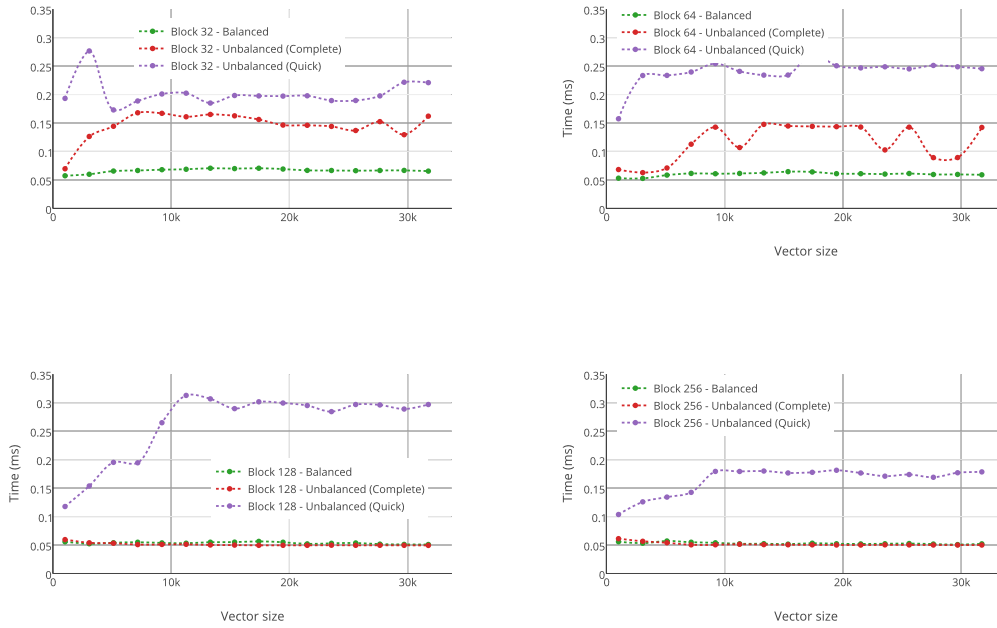 0.35
0.3
0.25
0.2
0.15
0.1
0.05
0
0
10k
20k
30k
Block 32 - Balanced
Block 32 - Unbalanced (Complete)
Block 32 - Unbalanced (Quick)
0.35
0.3
0.25
0.2
0.15
0.1
0.05
0
0
10k
20k
30k
Block 64 - Balanced
Block 64 - Unbalanced (Complete)
Block 64 - Unbalanced (Quick)
Time (ms)
Vector size
0.35
0.3
0.25
0.2
0.15
0.1
0.05
0
0
10k
20k
30k
Block 128 - Balanced
Block 128 - Unbalanced (Complete)
Block 128 - Unbalanced (Quick)
Time (ms)
Vector size
0.35
0.3
0.25
0.2
0.15
0.1
0.05
0
0
10k
20k
30k
Block 256 - Balanced
Block 256 - Unbalanced (Complete)
Block 256 - Unbalanced (Quick)
Time (ms)
Vector size